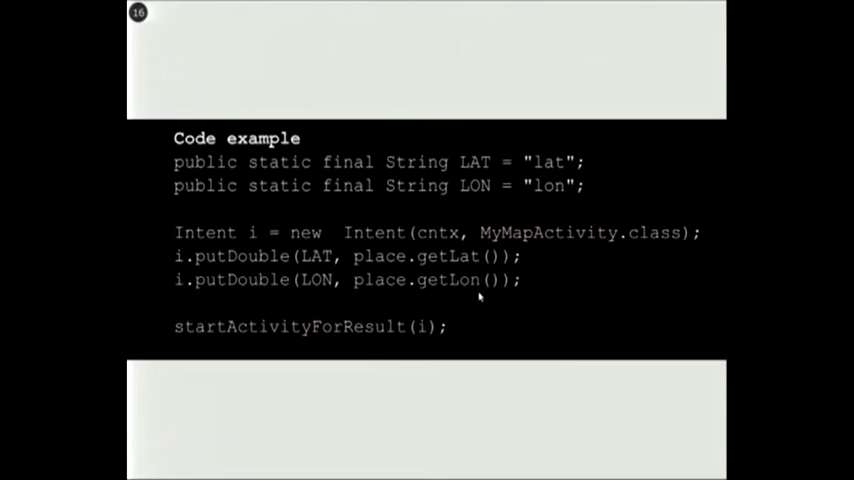 16
Code example
public static final String LAT = "lat";
public static final String LON = "lon";
Intent i = new  Intent(cntx, MyMapActivity.class);
i.putDouble(LAT, place.getLat());
i.putDouble(LON, place.getLon());
startActivityForResult(i);